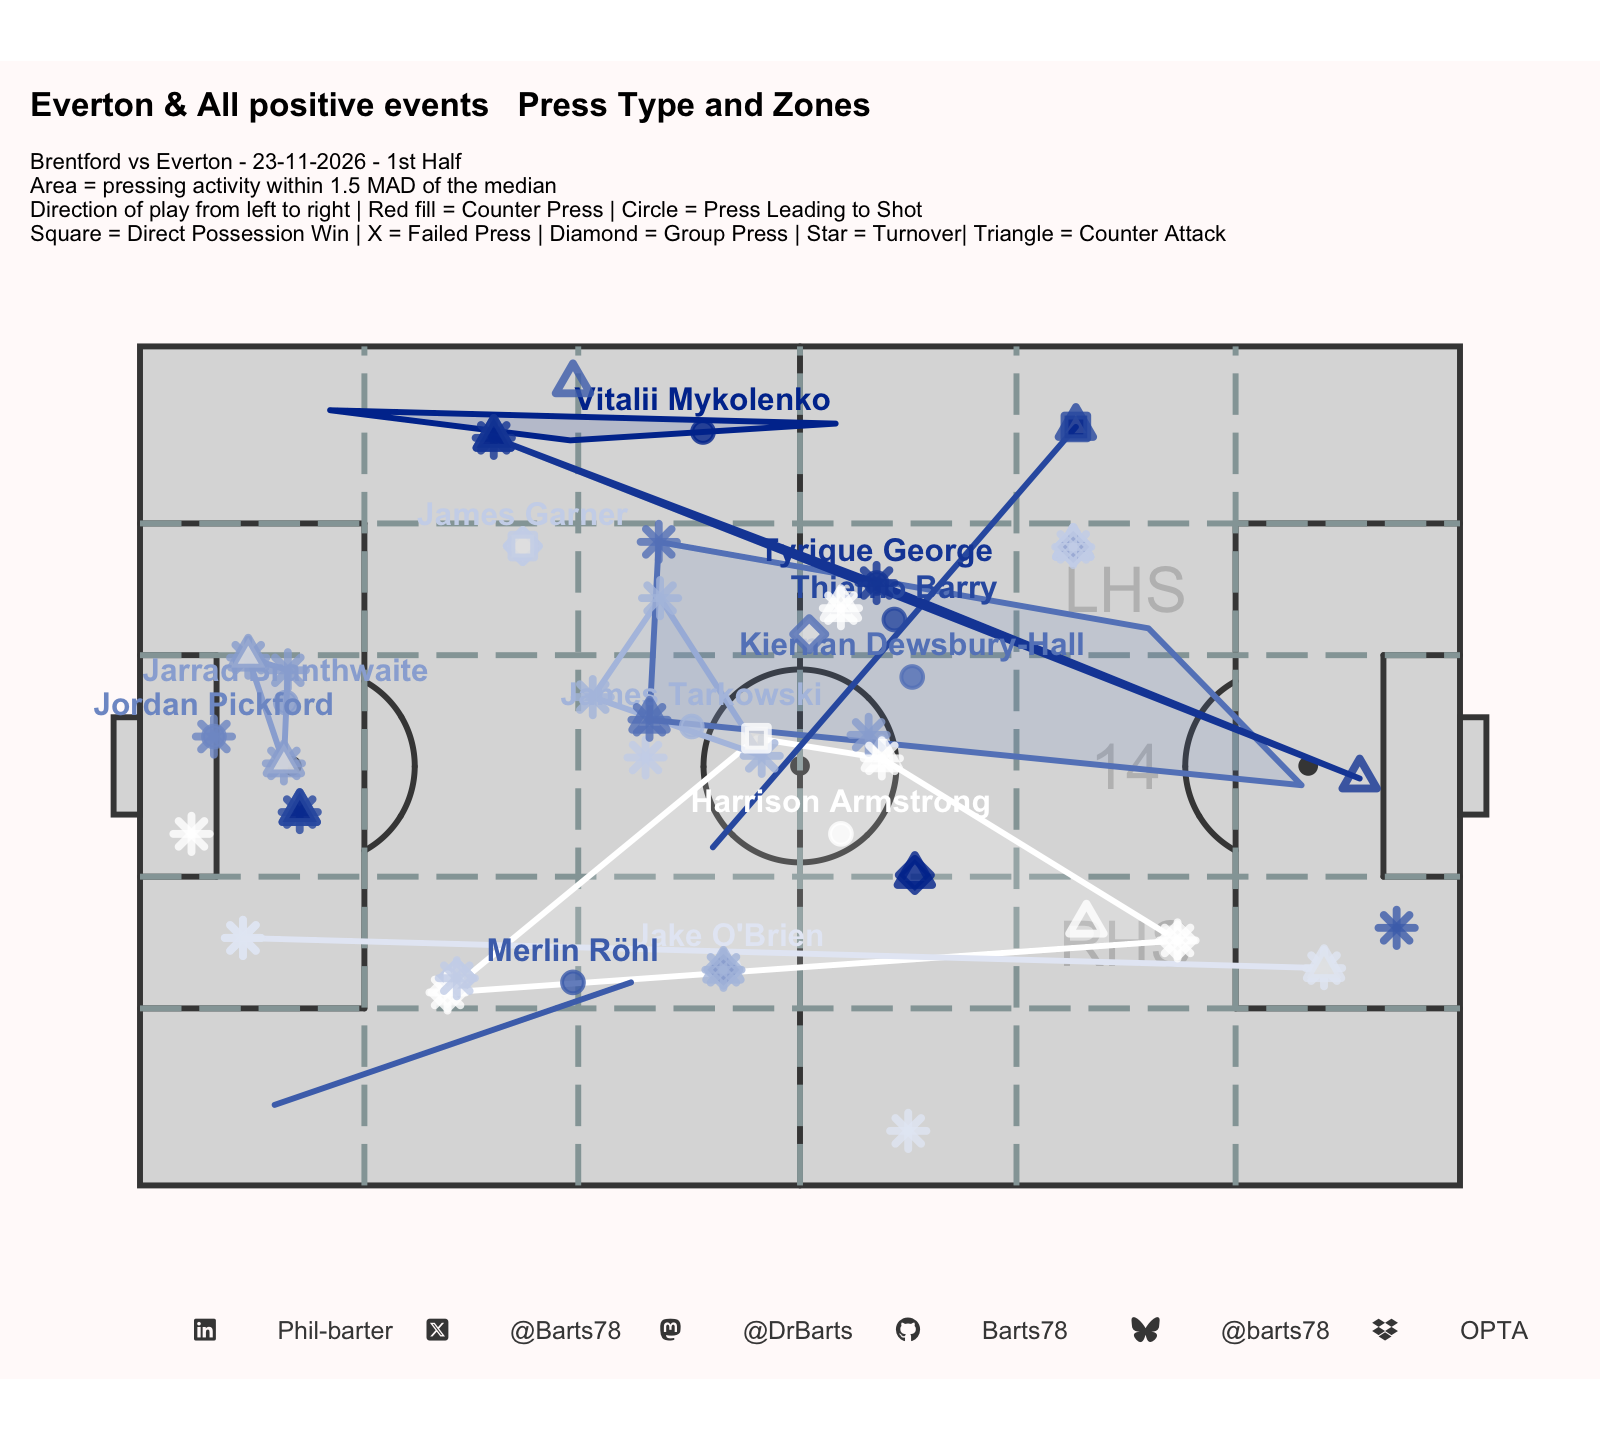 Everton & All positive events   Press Type and Zones
Brentford vs Everton - 23-11-2026 - 1st Half
Area = pressing activity within 1.5 MAD of the median
Direction of play from left to right | Red fill = Counter Press | Circle = Press Leading to Shot
Square = Direct Possession Win | X = Failed Press | Diamond = Group Press | Star = Turnover| Triangle = Counter Attack
Vitalii Mykolenko
James Garner
Tyrique George
LHS
Thierno Barry
Kiernan Dewsbury-Hall
Jarrad Branthwaite
James Tarkowski
Jordan Pickford
14
Harrison Armstrong
Jake O'Brien
RHS
Merlin Röhl
Phil-barter
@Barts78
@DrBarts
Barts78
@barts78
OPTA